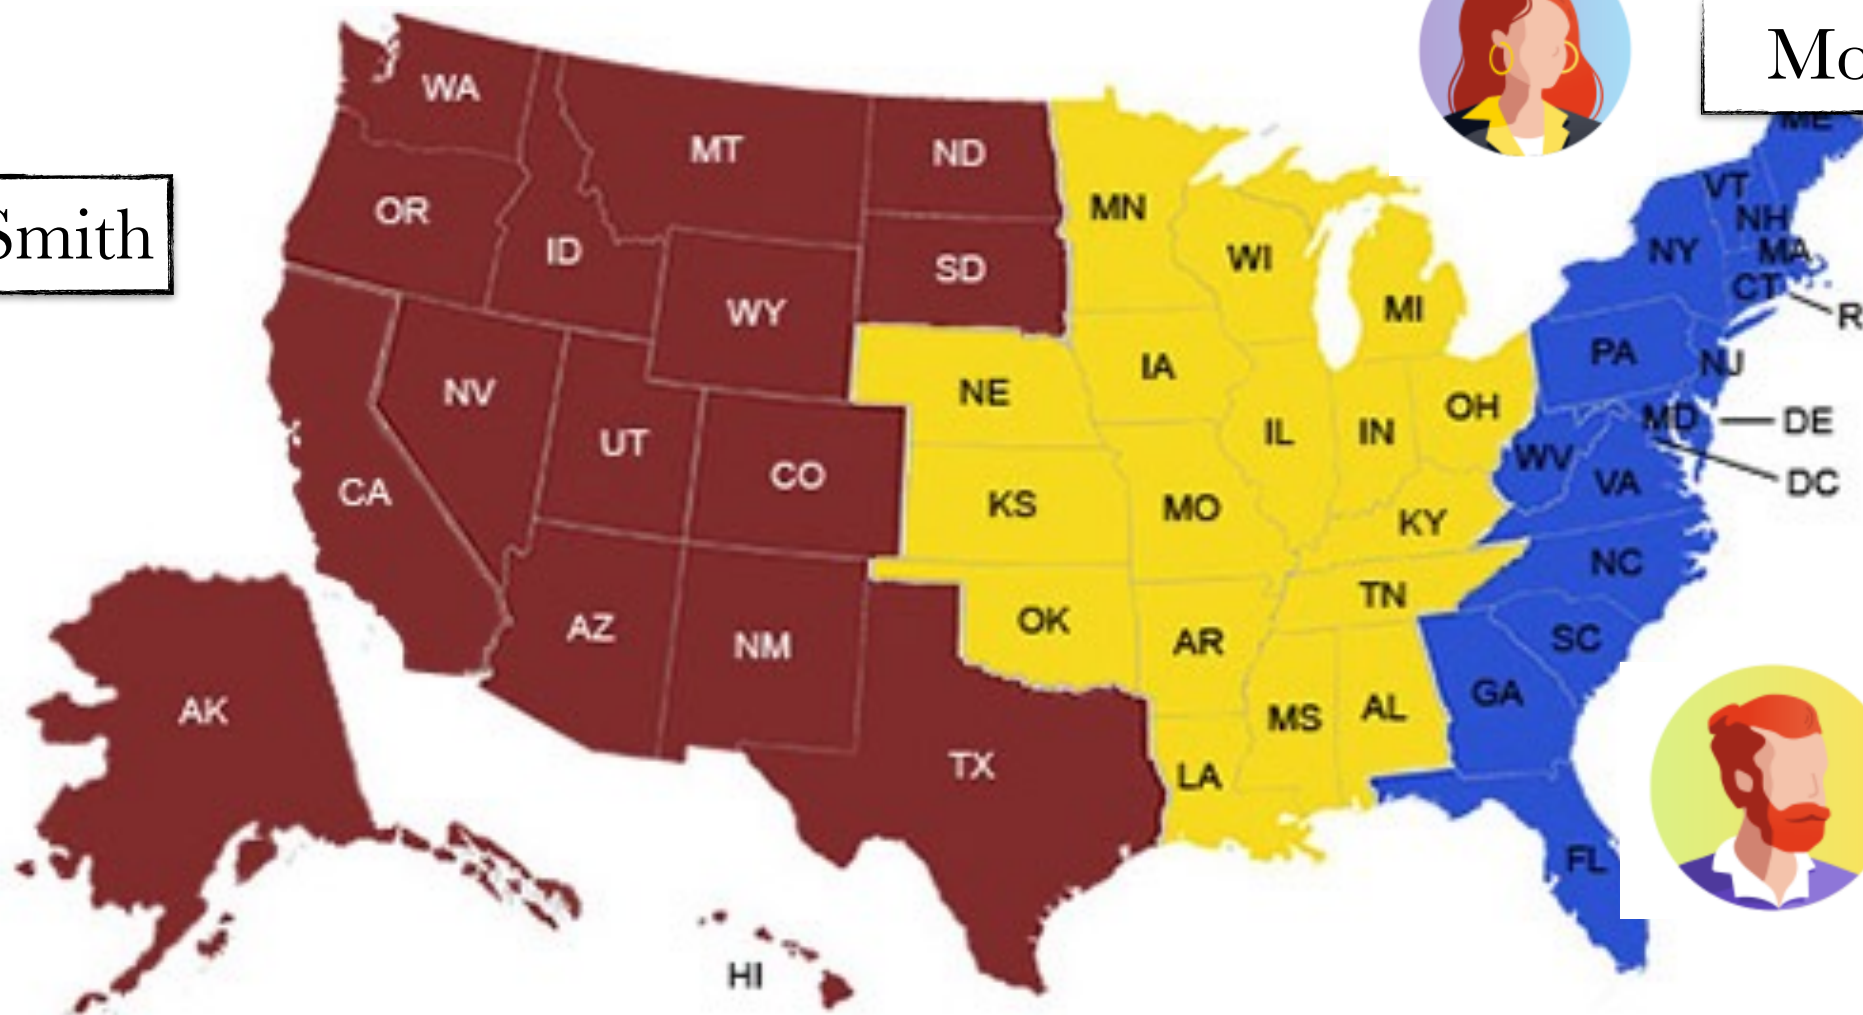 Mo
WA
ME
MT
ND
VT
MN
OR
NH
Smith
ID
NY
MA
WI
SD
CT
WY
MI
R
PA
NJ
IA
NV
NE
OH
MD
DE
UT
IL
IN
WV
CO
VA
DC
CA
KS
MO
KY
NC
TN
AZ
OK
AR
SC
NM
GA
AK
MS
AL
TX
LA
FL
HI